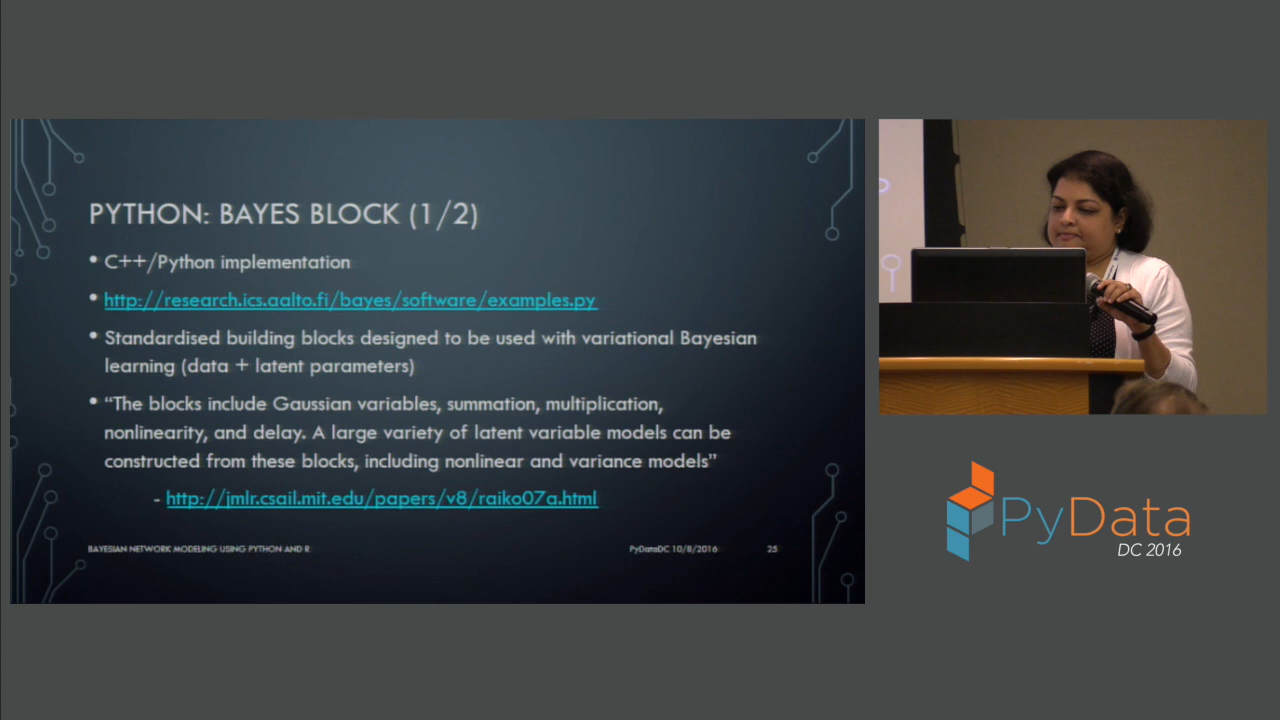 PYTHON: BAYES BLOCK (1/2)
• C++/Python implementation
• http://research.ics.aalto.fi/bayes/software/examples.py
• Standardised building blocks designed to be used with variational Bayesian
learning (data + latent parameters)
• “The blocks include Gaussian variables, summation, multiplication,
nonlinearity, and delay. A large variety of latent variable models can be
constructed from these blocks, including nonlinear and variance models”
- http://jmlr.csail.mit.edu/papers/v8/raiko07a.html
BAYESIAN NETWORK MODELING USING PYTHON AND R
PyDataDC 10/8/2016
25
PyData
DC 2016